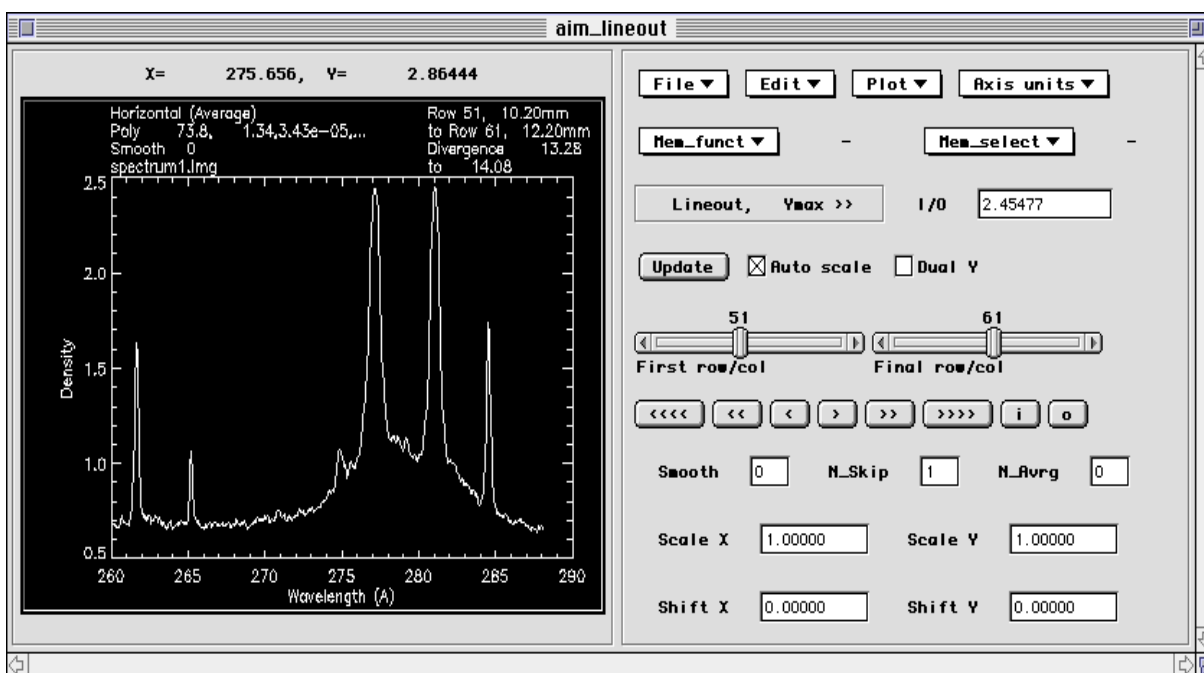 aim_lineout
X= 275.656, Y= 2.86444
Horizontal (Average)
Poly 73.8, 1.34,3.43e-05,...
Smooth 0
spectrum1.img
Row 51, 10.20mm
to Row 61, 12.20mm
Divergence 13.28
to 14.08
2.5
2.0
1.5
1.0
0.5
Density
260 265 270 275 280 285 290
Wavelength (A)
File ▼ Edit ▼ Plot ▼ Axis units ▼
Mem_funct ▼ - Mem_select ▼ -
Lineout, Ymax >> I/O 2.45477
Update Auto scale Dual Y
51 61
First row/col Final row/col
<<<< << < > >> >>>> i o
Smooth 0 N_Skip 1 N_Avrg 0
Scale X 1.00000 Scale Y 1.00000
Shift X 0.00000 Shift Y 0.00000